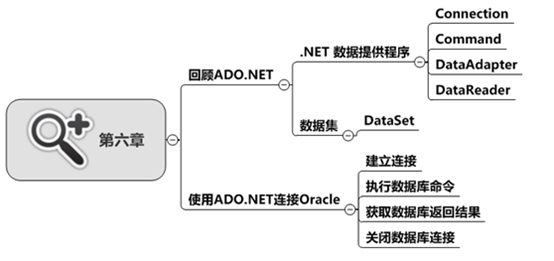 第六章
回顾ADO.NET
.NET 数据提供程序
Connection
Command
DataAdapter
DataReader
数据集
DataSet
使用ADO.NET连接Oracle
建立连接
执行数据库命令
获取数据库返回结果
关闭数据库连接